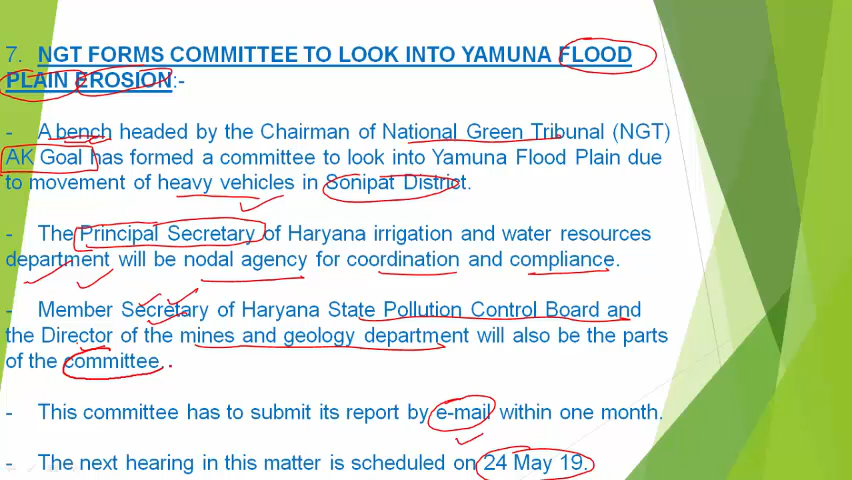 7. NGT FORMS COMMITTEE TO LOOK INTO YAMUNA FLOOD
PLAIN EROSION:-
- A bench headed by the Chairman of National Green Tribunal (NGT)
AK Goal has formed a committee to look into Yamuna Flood Plain due
to movement of heavy vehicles in Sonipat District.
- The Principal Secretary of Haryana irrigation and water resources
department will be nodal agency for coordination and compliance.
- Member Secretary of Haryana State Pollution Control Board and
the Director of the mines and geology department will also be the parts
of the committee.
- This committee has to submit its report by e-mail within one month.
- The next hearing in this matter is scheduled on 24 May 19.